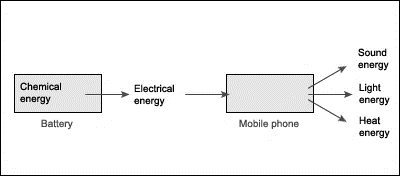 Chemical
energy
Battery
Electrical
energy
Mobile phone
Sound
energy
Light
energy
Heat
energy